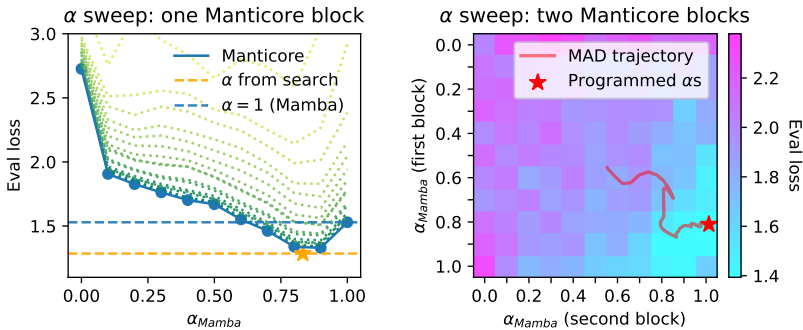 α sweep: one Manticore block
3.0
2.5
2.0
1.5
Eval loss
Manticore
α from search
α = 1 (Mamba)
0.00 0.25 0.50 0.75 1.00
α_Mamba
α sweep: two Manticore blocks
0.0
0.2
0.4
0.6
0.8
1.0
α_Mamba (first block)
MAD trajectory
Programmed αs
0.0 0.2 0.4 0.6 0.8 1.0
α_Mamba (second block)
2.2
2.0
1.8
1.6
1.4
Eval loss